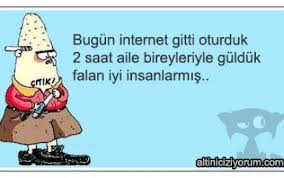 Bugün internet gitti oturduk
2 saat aile bireyleriyle güldük
falan iyi insanlarmış..
ÇITIK!
altiniciziyorum.com